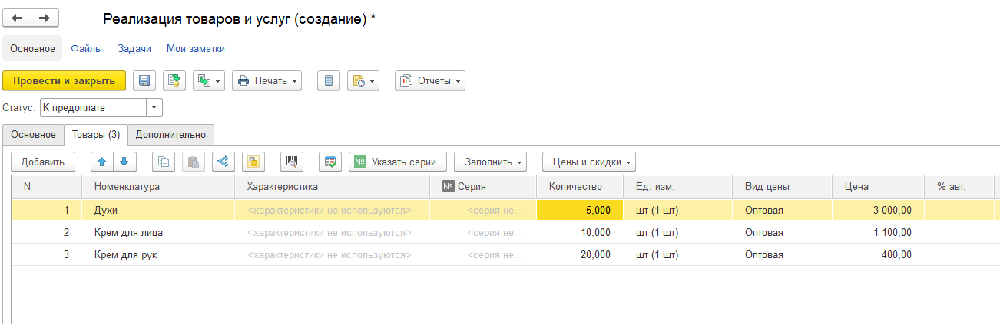 Реализация товаров и услуг (создание) *
Основное Файлы Задачи Мои заметки
Провести и закрыть Печать Отчеты
Статус: К предоплате
Основное Товары (3) Дополнительно
Добавить № Указать серии Заполнить Цены и скидки
N Номенклатура Характеристика № Серия Количество Ед. изм. Вид цены Цена % авт.
1 Духи <характеристики не используются> <серия не... 5,000 шт (1 шт) Оптовая 3 000,00
2 Крем для лица <характеристики не используются> <серия не... 10,000 шт (1 шт) Оптовая 1 100,00
3 Крем для рук <характеристики не используются> <серия не... 20,000 шт (1 шт) Оптовая 400,00